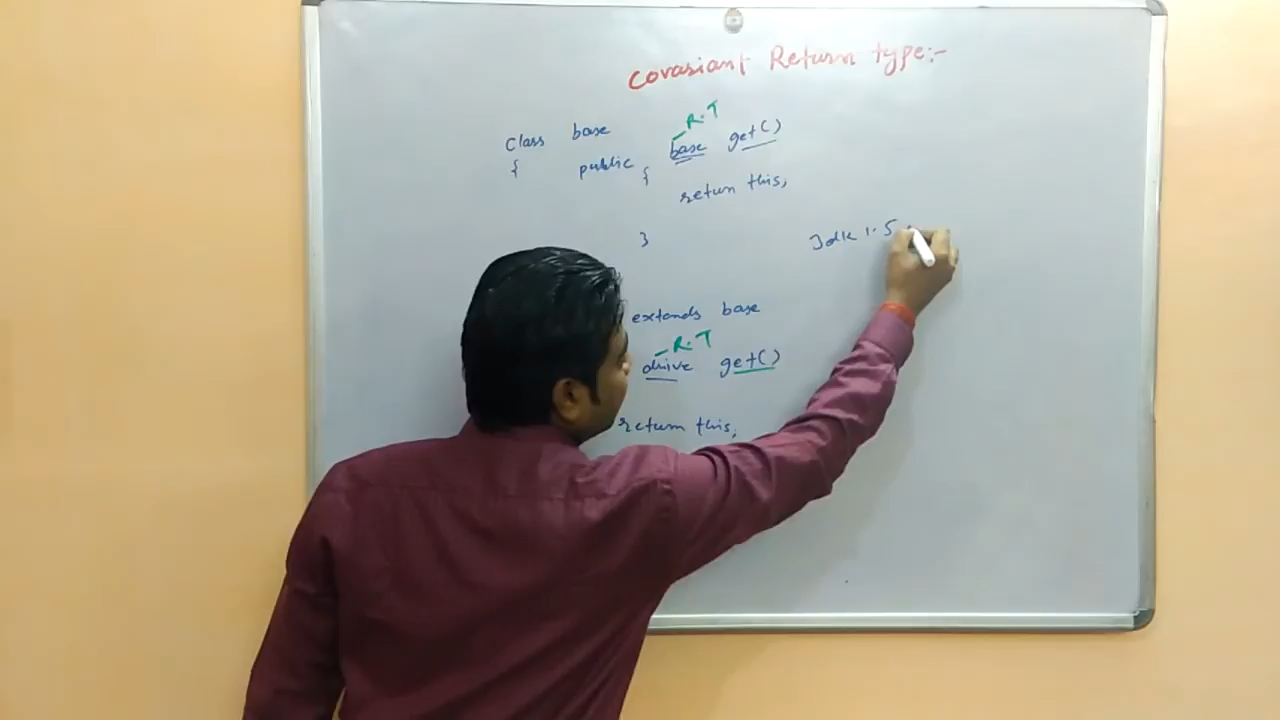 Covariant Return type:-
R.T
Class base
{ public base get()
{
return this;
}
Jdk 1.5
extends base
R.T
drive get()
return this;